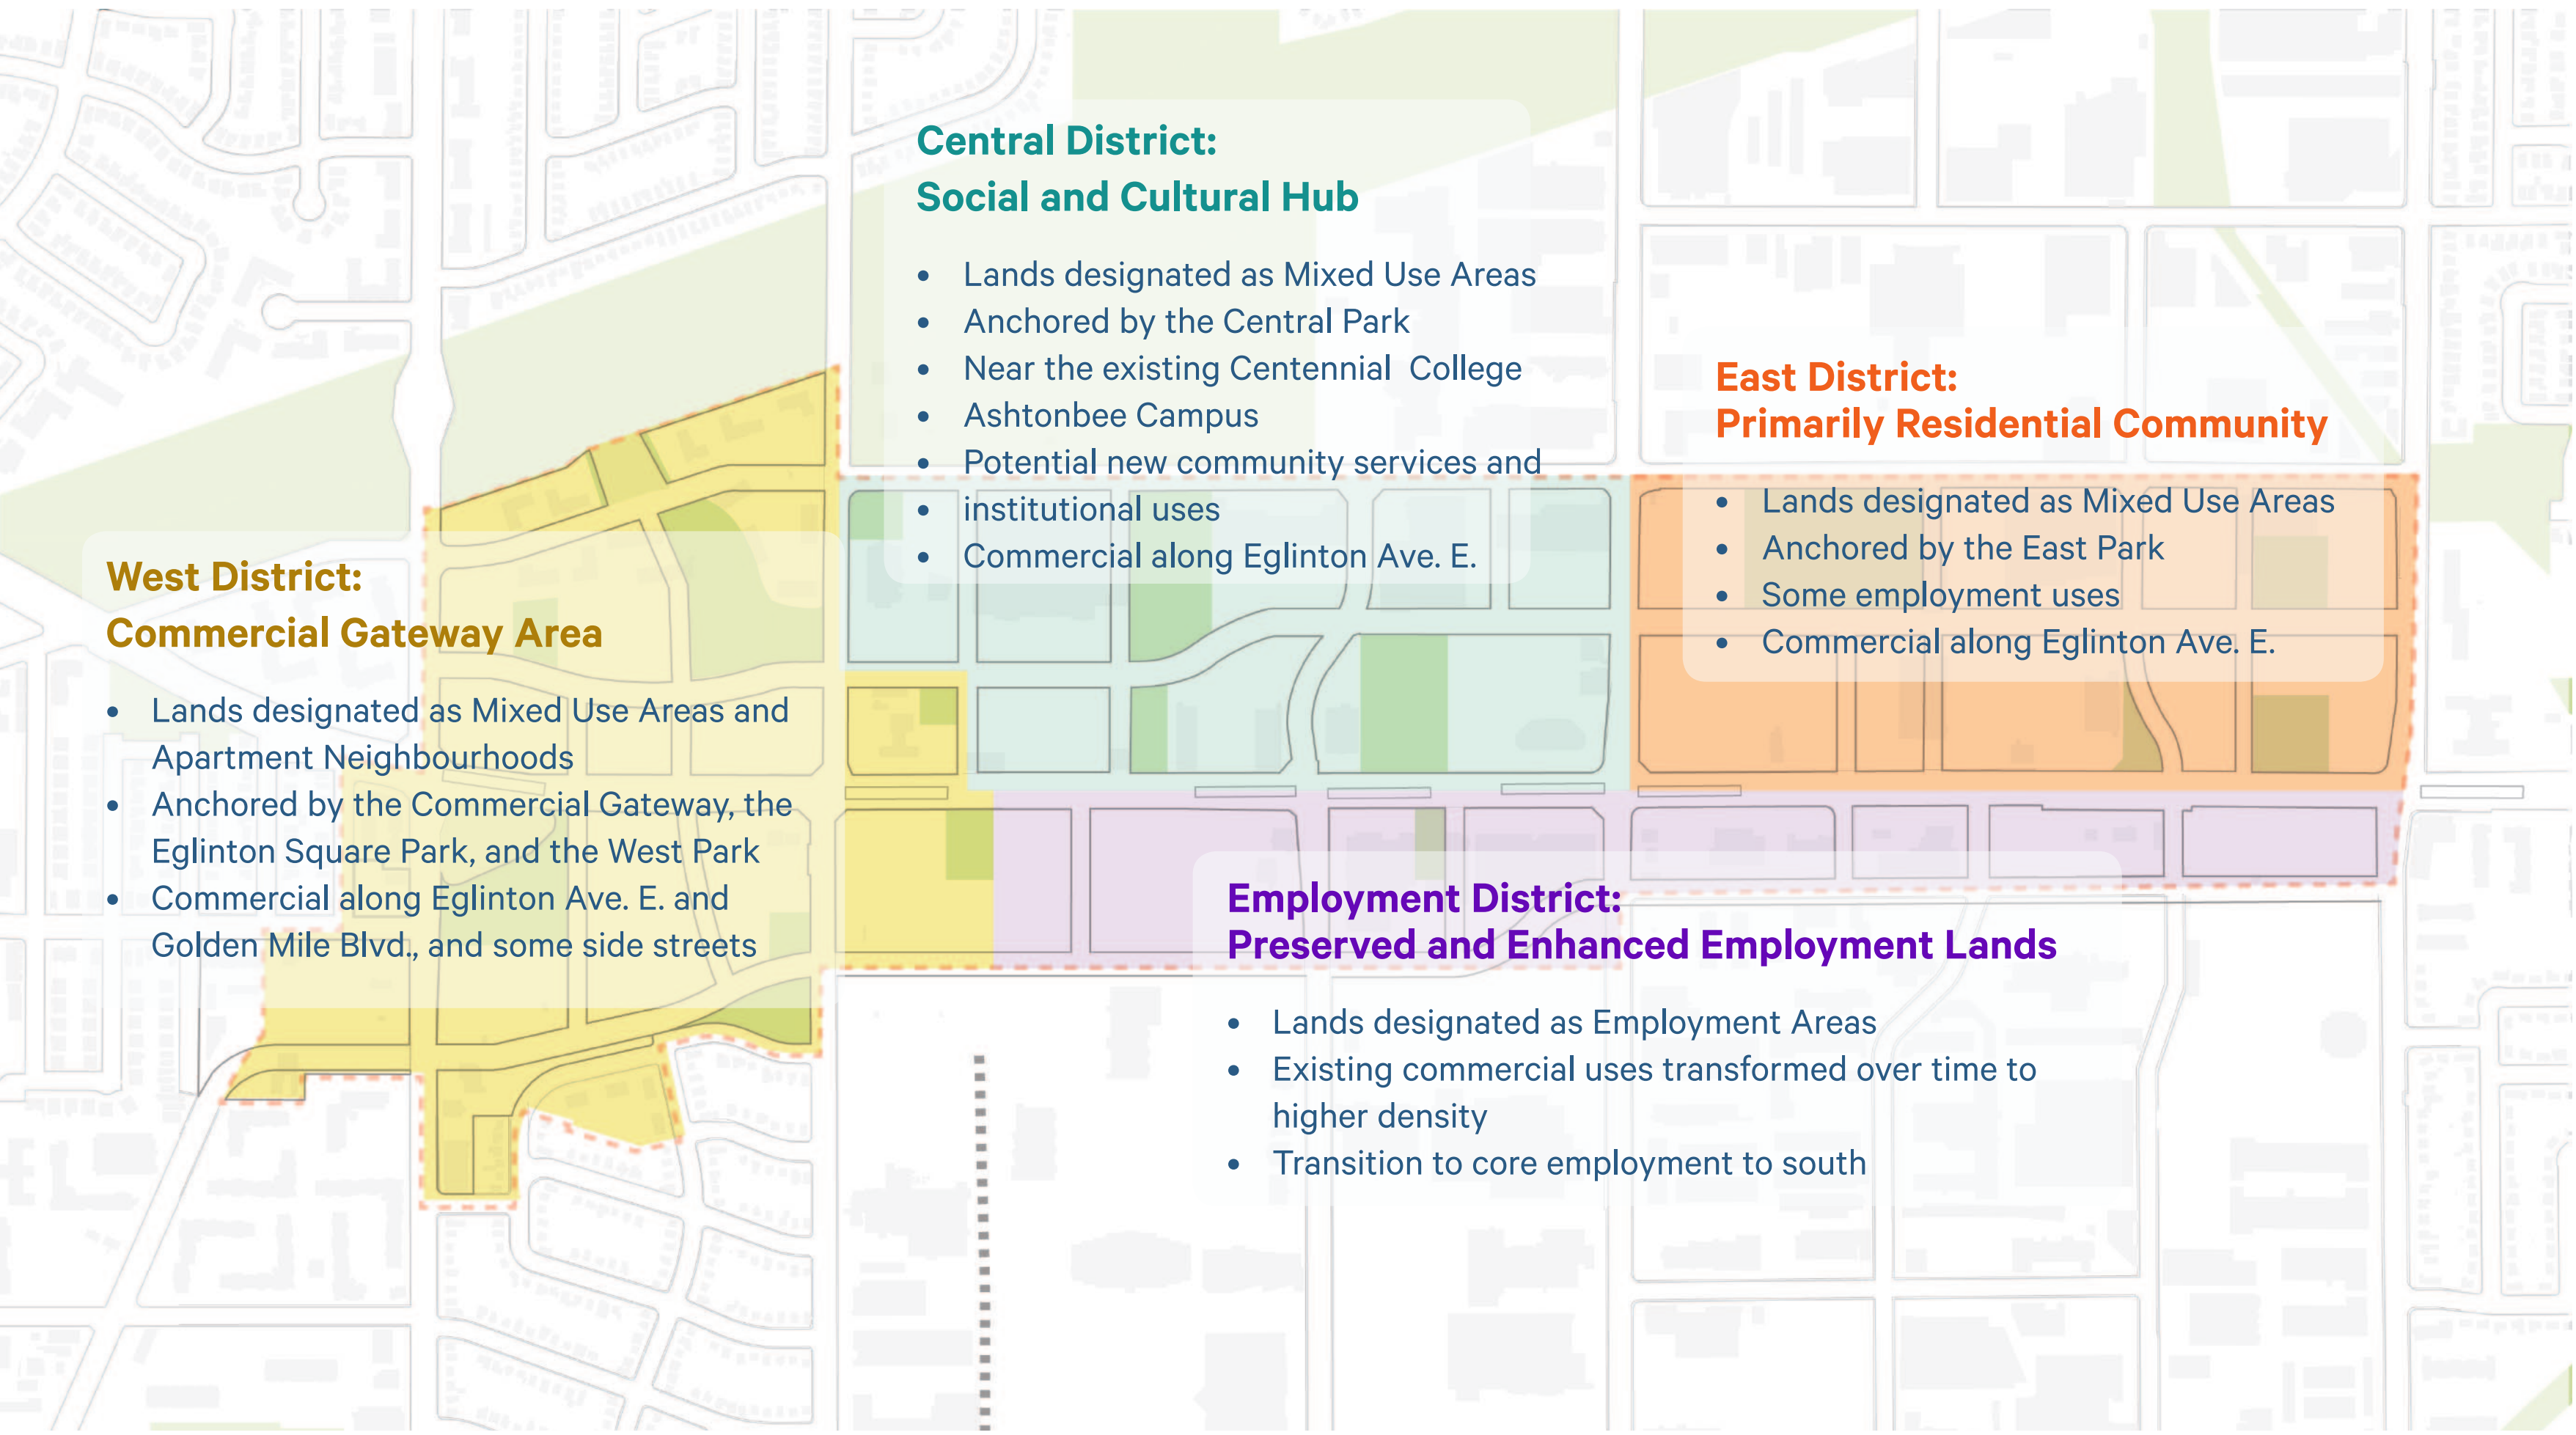 Central District:
Social and Cultural Hub
• Lands designated as Mixed Use Areas
• Anchored by the Central Park
• Near the existing Centennial  College
• Ashtonbee Campus
• Potential new community services and
• institutional uses
• Commercial along Eglinton Ave. E.
East District:
Primarily Residential Community
• Lands designated as Mixed Use Areas
• Anchored by the East Park
• Some employment uses
• Commercial along Eglinton Ave. E.
West District:
Commercial Gateway Area
• Lands designated as Mixed Use Areas and
Apartment Neighbourhoods
• Anchored by the Commercial Gateway, the
Eglinton Square Park, and the West Park
• Commercial along Eglinton Ave. E. and
Golden Mile Blvd., and some side streets
Employment District:
Preserved and Enhanced Employment Lands
• Lands designated as Employment Areas
• Existing commercial uses transformed over time to
higher density
• Transition to core employment to south